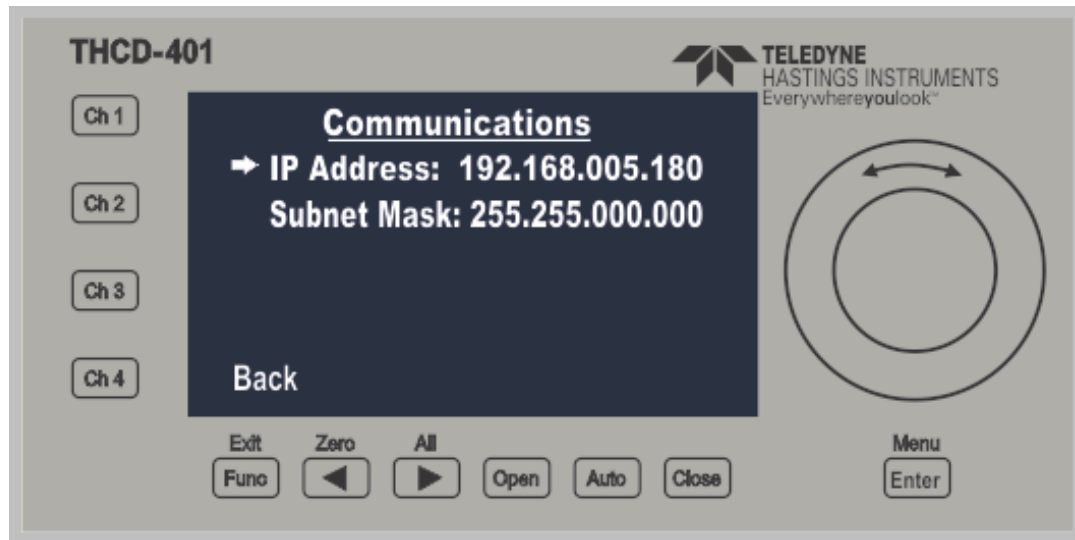 THCD-401
TELEDYNE
HASTINGS INSTRUMENTS
Everywhereyoulook™
Ch 1
Communications
IP Address: 192.168.005.180
Ch 2
Subnet Mask: 255.255.000.000
Ch 3
Ch 4
Back
Exit Zero All Menu
Func Open Auto Close Enter